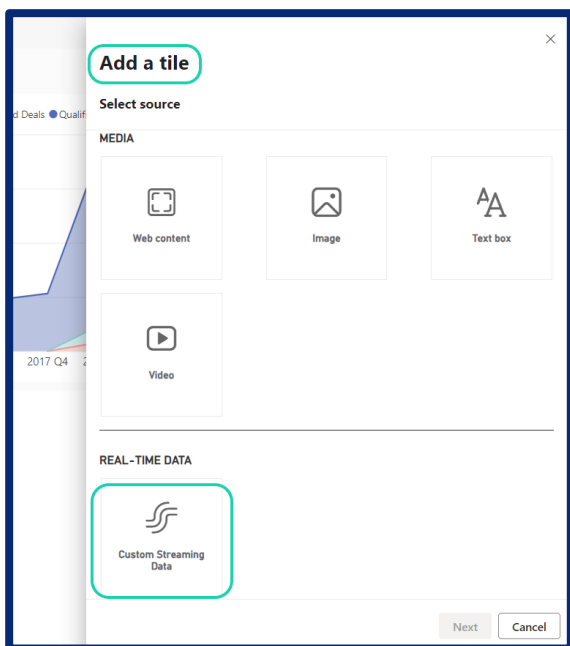 Add a tile
Select source
d Deals Qualif
MEDIA
Web content
Image
Text box
Video
2017 Q4 2
REAL-TIME DATA
Custom Streaming
Data
Next
Cancel